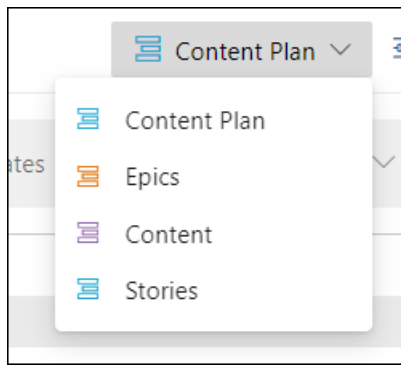 Content Plan
Content Plan
ates
Epics
Content
Stories